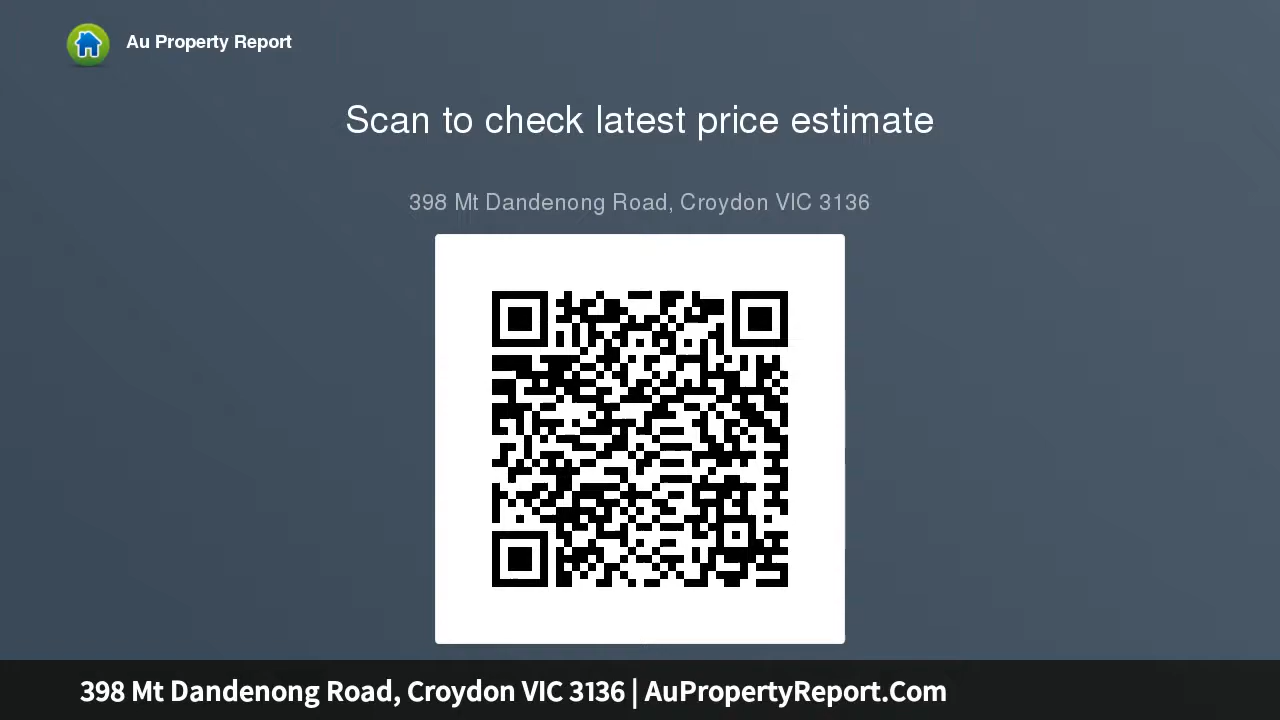 Au Property Report
Scan to check latest price estimate
398 Mt Dandenong Road, Croydon VIC 3136
398 Mt Dandenong Road, Croydon VIC 3136 | AuPropertyReport.Com